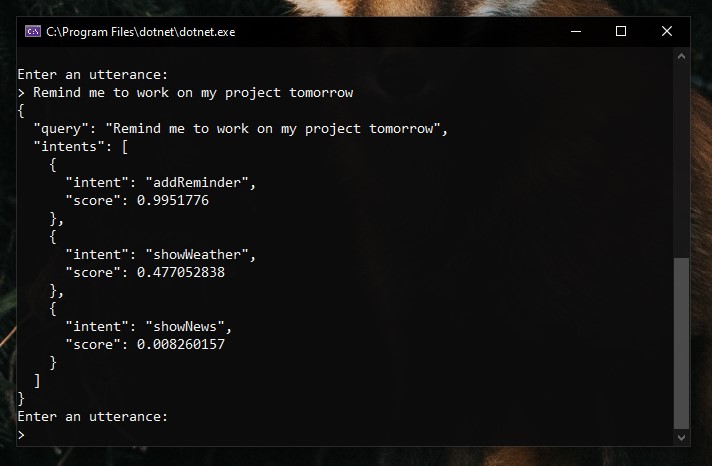 C:\Program Files\dotnet\dotnet.exe
Enter an utterance:
> Remind me to work on my project tomorrow
{
  "query": "Remind me to work on my project tomorrow",
  "intents": [
    {
      "intent": "addReminder",
      "score": 0.9951776
    },
    {
      "intent": "showWeather",
      "score": 0.477052838
    },
    {
      "intent": "showNews",
      "score": 0.008260157
    }
  ]
}
Enter an utterance:
>